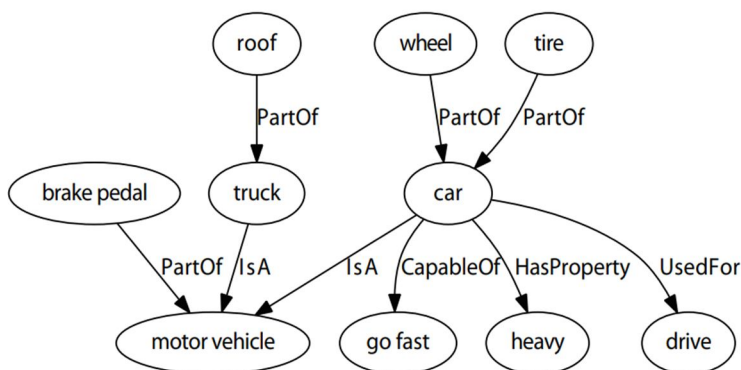 roof
wheel
tire
PartOf
PartOf
PartOf
brake pedal
truck
car
PartOf
IsA
IsA
CapableOf
HasProperty
UsedFor
motor vehicle
go fast
heavy
drive